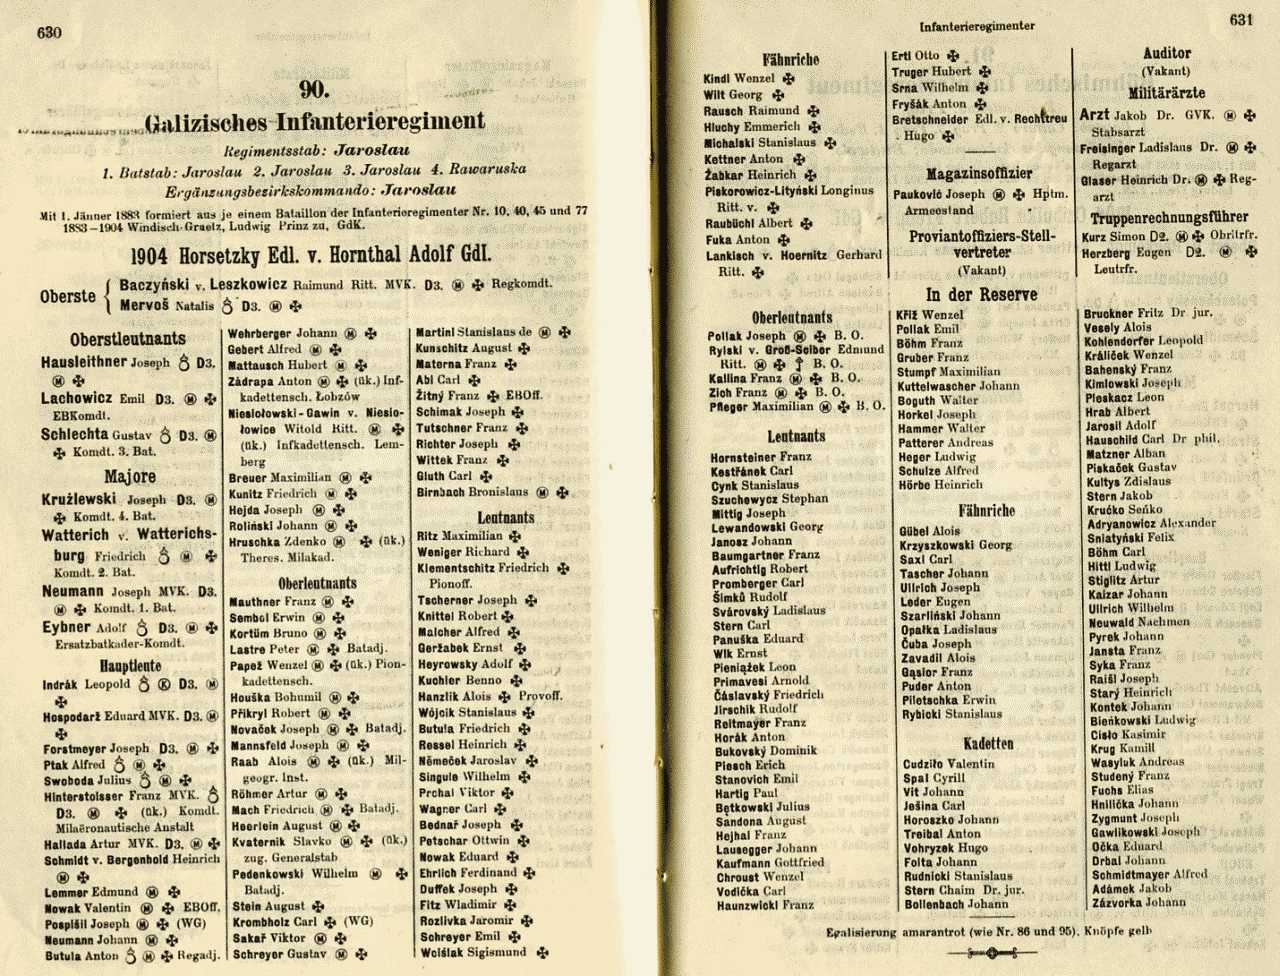 630
90.
Galizisches Infanterieregiment
Regimentsstab: Jaroslau
1. Batstab: Jaroslau 2. Jaroslau 3. Jaroslau 4. Rawaruska
Ergänzungsbezirkskommando: Jaroslau
Mit 1. Jänner 1883 formiert aus je einem Bataillon der Infanterieregimenter Nr. 10, 40, 45 und 77
1883–1904 Windisch-Graetz, Ludwig Prinz zu, GdK.
1904 Horsetzky Edl. v. Hornthal Adolf GdI.
Oberste
Baczyński v. Leszkowicz Raimund Ritt. MVK. D3. Ⓜ ✠ Regkomdt.
Mervoš Natalis D3. Ⓜ ✠
Oberstleutnants
Hausleithner Joseph D3.
Ⓜ ✠
Lachowicz Emil D3. Ⓜ ✠
EBKomdt.
Schlechta Gustav D3. Ⓜ
✠ Komdt. 3. Bat.
Majore
Kružlewski Joseph D3. Ⓜ
✠ Komdt. 4. Bat.
Watterich v. Watterichs-
burg Friedrich Ⓜ ✠
Komdt. 2. Bat.
Neumann Joseph MVK. D3.
Ⓜ ✠ Komdt. 1. Bat.
Eybner Adolf D3. Ⓜ ✠
Ersatzbatkader-Komdt.
Hauptleute
Indrák Leopold Ⓚ D3. Ⓜ
✠
Hospodarž Eduard MVK. D3. Ⓜ
✠
Forstmeyer Joseph D3. Ⓜ ✠
Ptak Alfred Ⓜ ✠
Swoboda Julius Ⓜ ✠
Hinterstoisser Franz MVK.
D3. Ⓜ ✠ (ük.) Komdt.
Milaëronautische Anstalt
Hallada Artur MVK. D3. Ⓜ ✠
Schmidt v. Bergenhold Heinrich
Ⓜ ✠
Lemmer Edmund Ⓜ ✠
Nowak Valentin Ⓜ ✠ EBOff.
Pospišil Joseph Ⓜ ✠ (WG)
Neumann Johann Ⓜ ✠
Butula Anton Ⓜ ✠ Regadj.
Wehrberger Johann Ⓜ ✠
Gebert Alfred Ⓜ ✠
Mattausch Hubert Ⓜ ✠
Zádrapa Anton Ⓜ ✠ (ük.) Inf-
kadettensch. Łobzów
Niesiołowski-Gawin v. Niesio-
łowice Witold Ritt. Ⓜ ✠
(ük.) Infkadettensch. Lem-
berg
Breuer Maximilian Ⓜ ✠
Kunitz Friedrich Ⓜ ✠
Hejda Joseph Ⓜ ✠
Roliński Johann Ⓜ ✠
Hruschka Zdenko Ⓜ ✠ (ük.)
Theres. Milakad.
Oberleutnants
Mauthner Franz Ⓜ ✠
Sembol Erwin Ⓜ ✠
Kortüm Bruno Ⓜ ✠
Lastre Peter Ⓜ ✠ Batadj.
Papež Wenzel Ⓜ ✠ (ük.) Pion-
kadettensch.
Houška Bohumil Ⓜ ✠
Přikryl Robert Ⓜ ✠
Novaček Joseph Ⓜ ✠ Batadj.
Mannsfeld Joseph Ⓜ ✠
Raab Alois Ⓜ ✠ (ük.) Mil-
geogr. Inst.
Röhmer Artur Ⓜ ✠
Mach Friedrich Ⓜ ✠ Batadj.
Heerlein August Ⓜ ✠
Kvaternik Slavko Ⓜ ✠ (ük.)
zug. Generalstab
Pedenkowski Wilhelm Ⓜ ✠
Batadj.
Stein August ✠
Krombholz Carl ✠ (WG)
Sakař Viktor Ⓜ ✠
Schreyer Gustav Ⓜ ✠
Martini Stanislaus de Ⓜ ✠
Kunschitz August ✠
Materna Franz ✠
Abl Carl ✠
Žitný Franz ✠ EBOff.
Schimak Joseph ✠
Tutschner Franz ✠
Richter Joseph ✠
Wittek Franz ✠
Gluth Carl ✠
Birnbach Bronislaus Ⓜ ✠
Leutnants
Ritz Maximilian ✠
Weniger Richard ✠
Klementschitz Friedrich ✠
Pionoff.
Tscherner Joseph ✠
Knittel Robert ✠
Malcher Alfred ✠
Geržabek Ernst ✠
Heyrowsky Adolf ✠
Kuchler Benno ✠
Hanzlik Alois ✠ Provoff.
Wójcik Stanislaus ✠
Butula Friedrich ✠
Ressel Heinrich ✠
Němeček Jaroslav ✠
Singule Wilhelm ✠
Prchal Viktor ✠
Wagner Carl ✠
Bednař Joseph ✠
Petschar Ottwin ✠
Nowak Eduard ✠
Ehrlich Ferdinand ✠
Duffek Joseph ✠
Fitz Wladimir ✠
Rozlivka Jaromir ✠
Schreyer Emil ✠
Wolšlak Sigismund ✠
Infanterieregimenter
631
Fähnriche
Kindl Wenzel ✠
Wilt Georg ✠
Rausch Raimund ✠
Hluchy Emmerich ✠
Michalski Stanislaus ✠
Kettner Anton ✠
Žabkar Heinrich ✠
Piskorowicz-Lityński Longinus
Ritt. v. ✠
Raubüchl Albert ✠
Fuka Anton ✠
Lankisch v. Hoernitz Gerhard
Ritt. ✠
Ertl Otto ✠
Truger Hubert ✠
Srna Wilhelm ✠
Fryšák Anton ✠
Bretschneider Edl. v. Rechttreu
Hugo ✠
Magazinsoffizier
Pauković Joseph Ⓜ ✠ Hptm.
Armeestand
Proviantoffiziers-Stell-
vertreter
(Vakant)
Auditor
(Vakant)
Militärärzte
Arzt Jakob Dr. GVK. Ⓜ ✠
Stabsarzt
Freisinger Ladislaus Dr. Ⓜ ✠
Regarzt
Glaser Heinrich Dr. Ⓜ ✠ Reg-
arzt
Truppenrechnungsführer
Kurz Simon D2. Ⓜ ✠ Obrltrfr.
Herzberg Eugen D2. Ⓜ ✠
Leutrfr.
In der Reserve
Oberleutnants
Pollak Joseph Ⓜ ✠ B. O.
Rylski v. Groß-Scibor Edmund
Ritt. Ⓜ ✠ B. O.
Kallina Franz Ⓜ ✠ B. O.
Zich Franz Ⓜ ✠ B. O.
Pfleger Maximilian Ⓜ ✠ B. O.
Leutnants
Hornsteiner Franz
Kestřánek Carl
Cynk Stanislaus
Szuchewycz Stephan
Mittig Joseph
Lewandowski Georg
Janosz Johann
Baumgartner Franz
Aufrichtig Robert
Promberger Carl
Šimků Rudolf
Svárovský Ladislaus
Stern Carl
Panuška Eduard
Wlk Ernst
Pieniążek Leon
Primavesi Arnold
Čáslavský Friedrich
Jirschik Rudolf
Reitmayer Franz
Horák Anton
Bukovský Dominik
Piesch Erich
Stanovich Emil
Hartig Paul
Bętkowski Julius
Sandona August
Hejhal Franz
Lausegger Johann
Kaufmann Gottfried
Chroust Wenzel
Vodička Carl
Haunzwickl Franz
Křiž Wenzel
Pollak Emil
Böhm Franz
Gruber Franz
Stumpf Maximilian
Kuttelwascher Johann
Boguth Walter
Horkel Joseph
Hammer Walter
Patterer Andreas
Heger Ludwig
Schulze Alfred
Hörbe Heinrich
Fähnriche
Gübel Alois
Krzyszkowski Georg
Saxl Carl
Tascher Johann
Ullrich Joseph
Leder Eugen
Szarliński Johann
Opałka Ladislaus
Čuba Joseph
Zavadil Alois
Gąsior Franz
Puder Anton
Piletschka Erwin
Rybicki Stanislaus
Kadetten
Cudziło Valentin
Spal Cyrill
Vit Johann
Ješina Carl
Horoszko Johann
Treibal Anton
Vohryzek Hugo
Folta Johann
Rudnicki Stanislaus
Stern Chaim Dr. jur.
Bollenbach Johann
Bruckner Fritz Dr. jur.
Vesely Alois
Kohlendorfer Leopold
Králiček Wenzel
Bahenský Franz
Kimlowski Joseph
Pleskacz Leon
Hrab Albert
Jarosil Adolf
Hauschild Carl Dr. phil.
Matzner Alban
Piskaček Gustav
Kultys Zdislaus
Stern Jakob
Kručko Seńko
Adryanowicz Alexander
Sniatyński Felix
Böhm Carl
Hittl Ludwig
Stiglitz Artur
Kaizar Johann
Ullrich Wilhelm
Neuwald Nachmen
Pyrek Johann
Jansta Franz
Syka Franz
Raišl Joseph
Starý Heinrich
Kontek Johann
Bieńkowski Ludwig
Cisło Kasimir
Krug Kamill
Wasyluk Andreas
Studený Franz
Fuchs Elias
Hnilička Johann
Zygmunt Joseph
Gawlikowski Joseph
Očka Eduard
Drbal Johann
Schmidtmayer Alfred
Adámek Jakob
Závorka Johann
Egalisierung amarantrot (wie Nr. 86 und 95). Knöpfe gelb